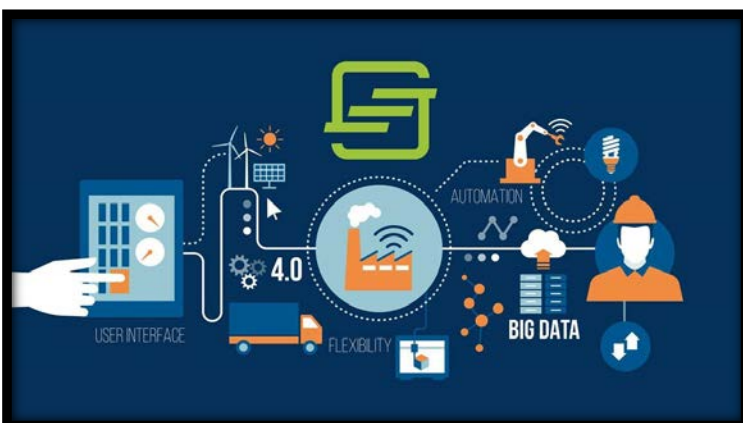 AUTOMATION
4.0
USER INTERFACE
FLEXIBILITY
BIG DATA